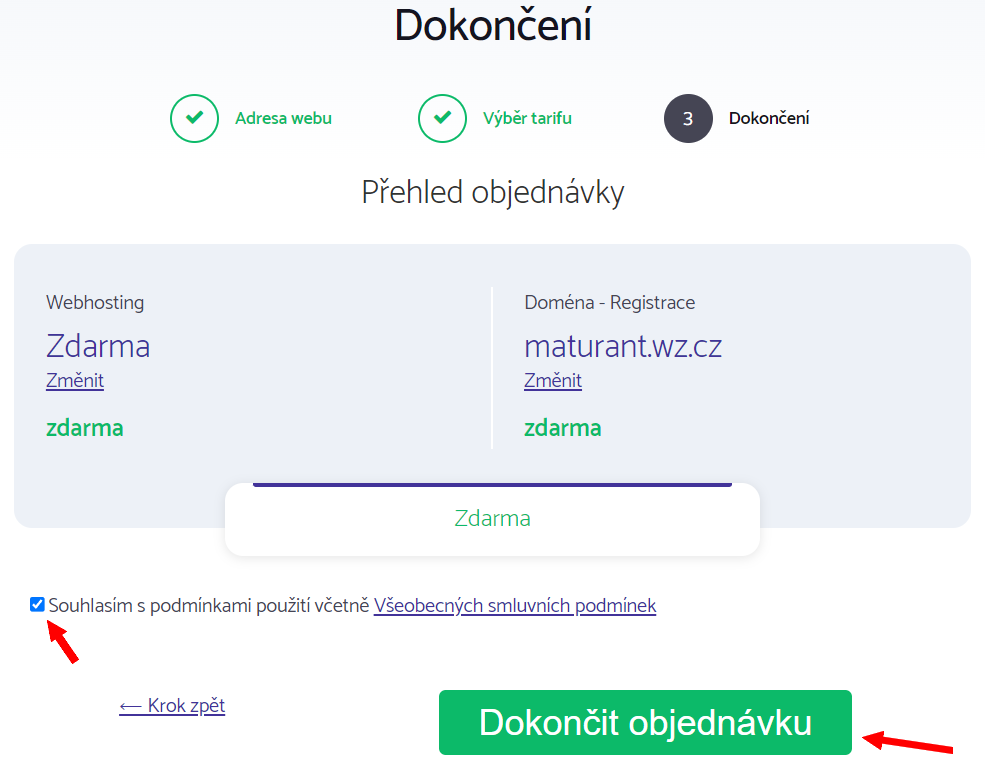 Dokončení
Adresa webu
Výběr tarifu
3 Dokončení
Přehled objednávky
Webhosting
Zdarma
Změnit
zdarma
Doména - Registrace
maturant.wz.cz
Změnit
zdarma
Zdarma
Souhlasím s podmínkami použití včetně Všeobecných smluvních podmínek
⟵ Krok zpět
Dokončit objednávku